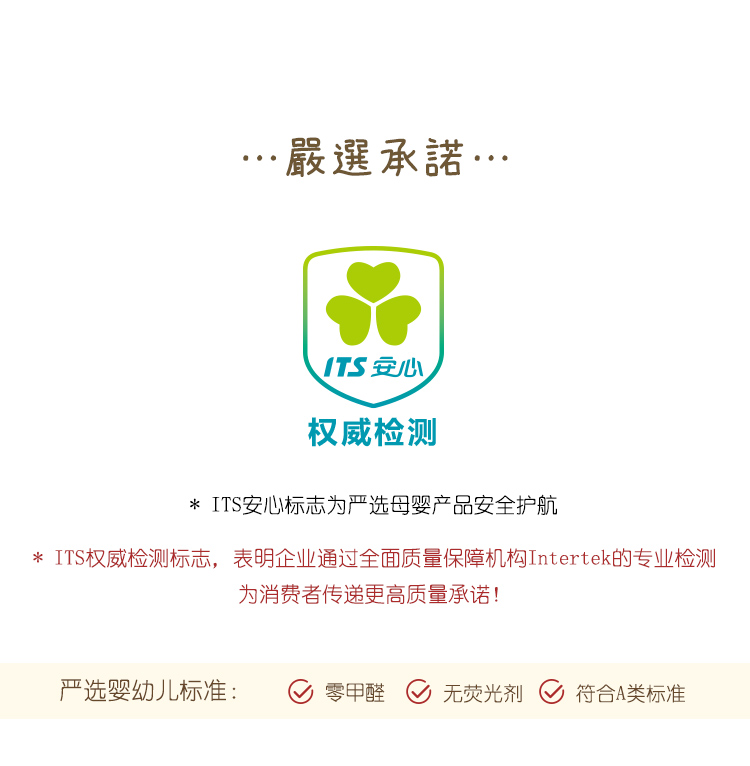 …嚴選承諾…
ITS 安心
权威检测
* ITS安心标志为严选母婴产品安全护航
* ITS权威检测标志，表明企业通过全面质量保障机构Intertek的专业检测
为消费者传递更高质量承诺！
严选婴幼儿标准： 零甲醛 无荧光剂 符合A类标准